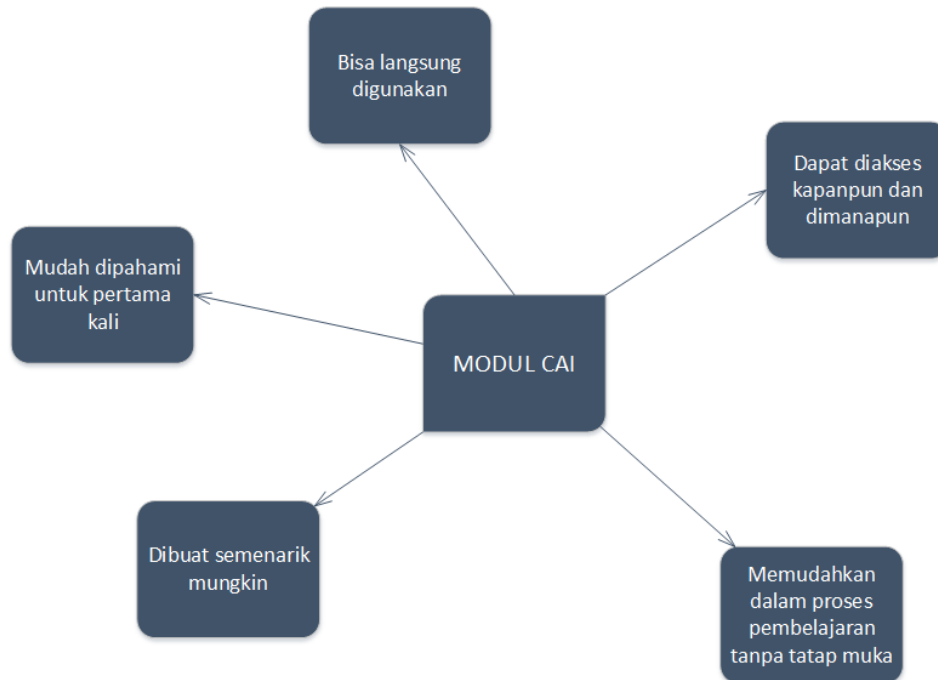 Bisa langsung
digunakan
Dapat diakses
kapanpun dan
dimanapun
Mudah dipahami
untuk pertama
kali
MODUL CAI
Dibuat semenarik
mungkin
Memudahkan
dalam proses
pembelajaran
tanpa tatap muka